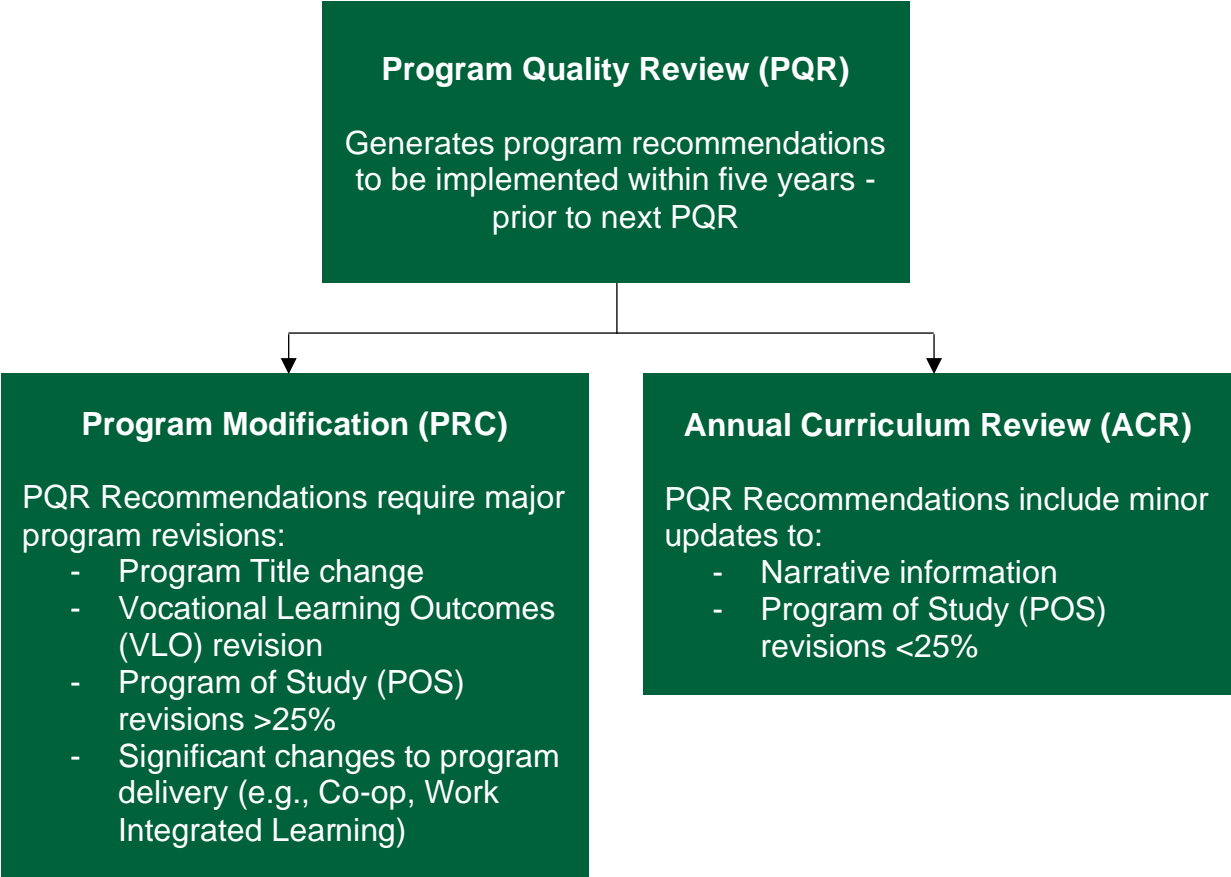 Program Quality Review (PQR)
Generates program recommendations
to be implemented within five years -
prior to next PQR
Program Modification (PRC)
PQR Recommendations require major
program revisions:
- Program Title change
- Vocational Learning Outcomes
(VLO) revision
- Program of Study (POS)
revisions >25%
- Significant changes to program
delivery (e.g., Co-op, Work
Integrated Learning)
Annual Curriculum Review (ACR)
PQR Recommendations include minor
updates to:
- Narrative information
- Program of Study (POS)
revisions <25%